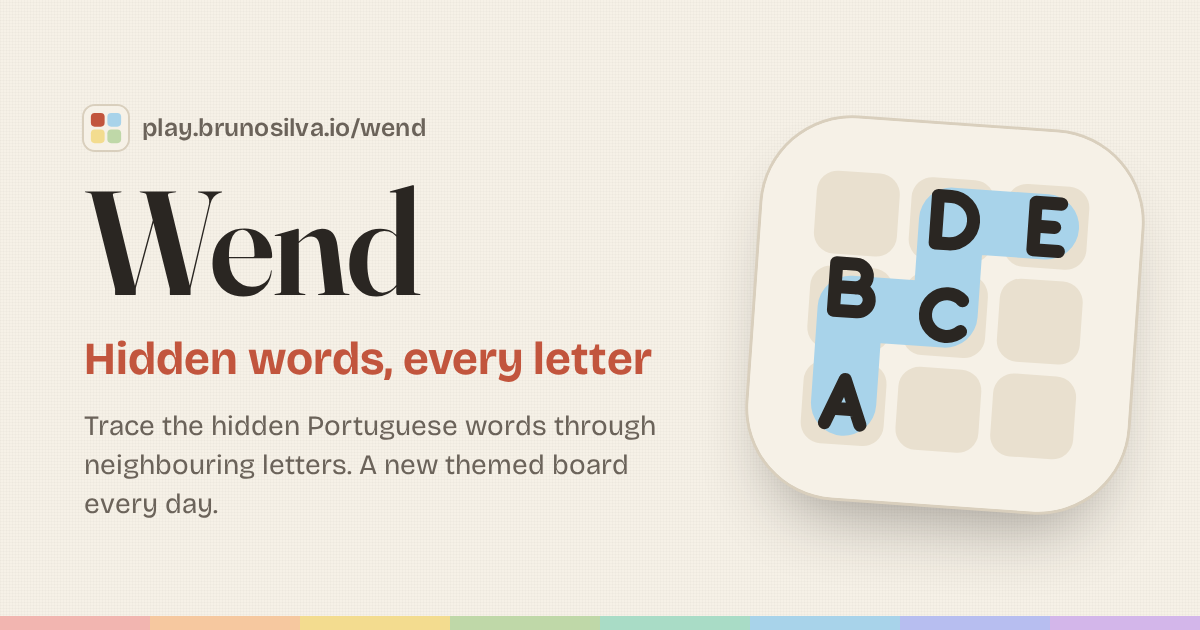 play.brunosilva.io/wend
Wend
Hidden words, every letter
Trace the hidden Portuguese words through
neighbouring letters. A new themed board
every day.
D E
B C
A